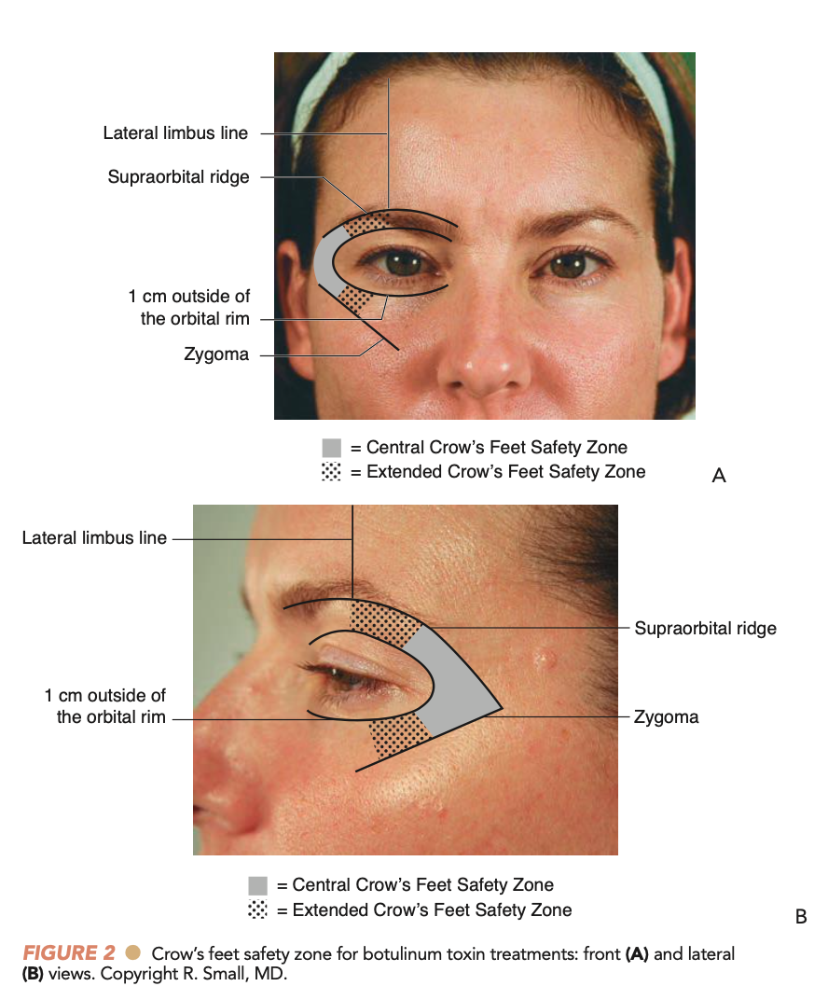 Lateral limbus line
Supraorbital ridge
1 cm outside of
the orbital rim
Zygoma
= Central Crow’s Feet Safety Zone
= Extended Crow’s Feet Safety Zone
A
Lateral limbus line
Supraorbital ridge
1 cm outside of
the orbital rim
Zygoma
= Central Crow’s Feet Safety Zone
= Extended Crow’s Feet Safety Zone
B
FIGURE 2 ● Crow’s feet safety zone for botulinum toxin treatments: front (A) and lateral
(B) views. Copyright R. Small, MD.